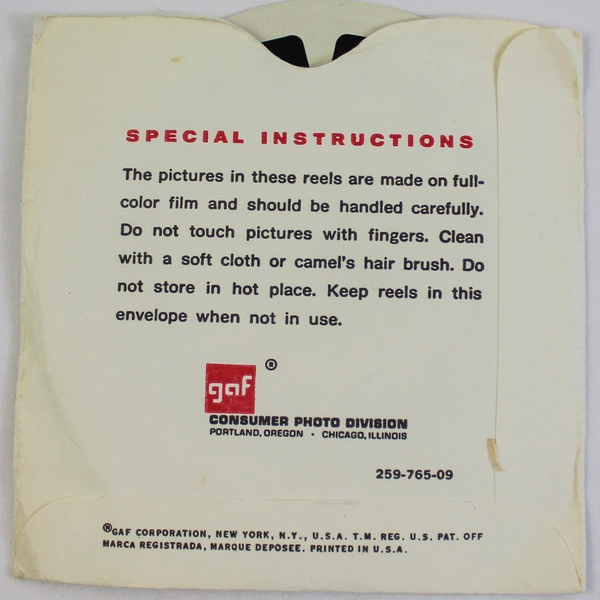 SPECIAL INSTRUCTIONS
The pictures in these reels are made on full-
color film and should be handled carefully.
Do not touch pictures with fingers. Clean
with a soft cloth or camel's hair brush. Do
not store in hot place. Keep reels in this
envelope when not in use.
gaf ®
CONSUMER PHOTO DIVISION
PORTLAND, OREGON • CHICAGO, ILLINOIS
259-765-09
®GAF CORPORATION, NEW YORK, N.Y., U.S.A. T.M. REG. U.S. PAT. OFF
MARCA REGISTRADA, MARQUE DEPOSEE. PRINTED IN U.S.A.